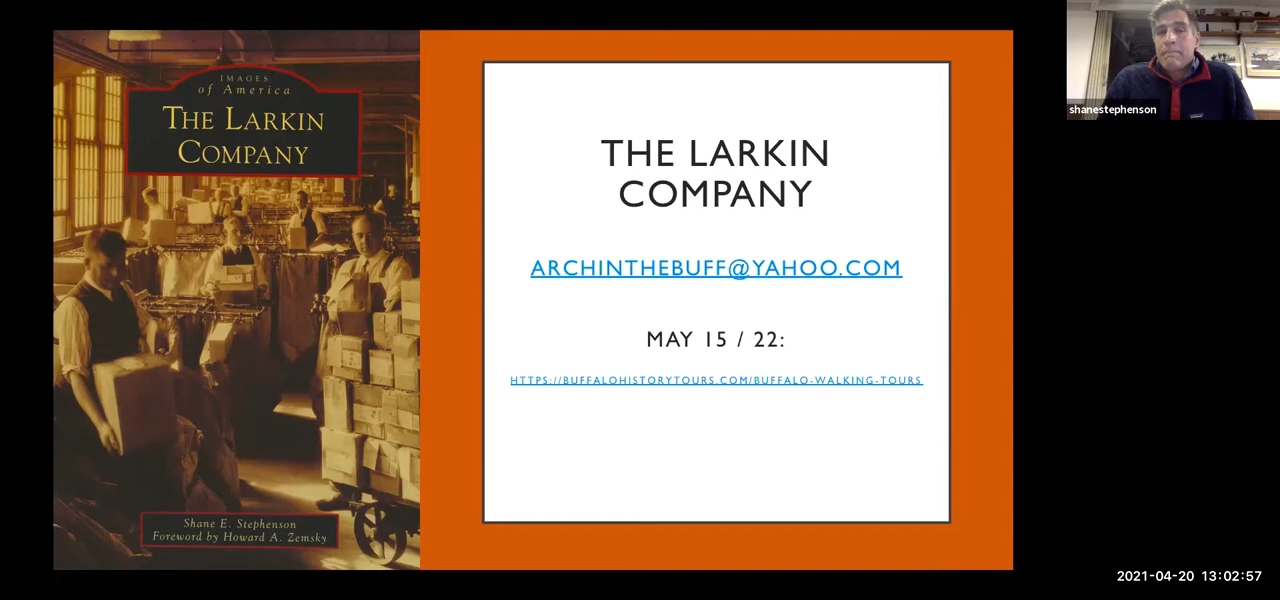 IMAGES
of America
THE LARKIN
COMPANY
Shane E. Stephenson
Foreword by Howard A. Zemsky
THE LARKIN
COMPANY
ARCHINTHEBUFF@YAHOO.COM
MAY 15 / 22:
HTTPS://BUFFALOHISTORYTOURS.COM/BUFFALO-WALKING-TOURS
shanestephenson
2021-04-20 13:02:57